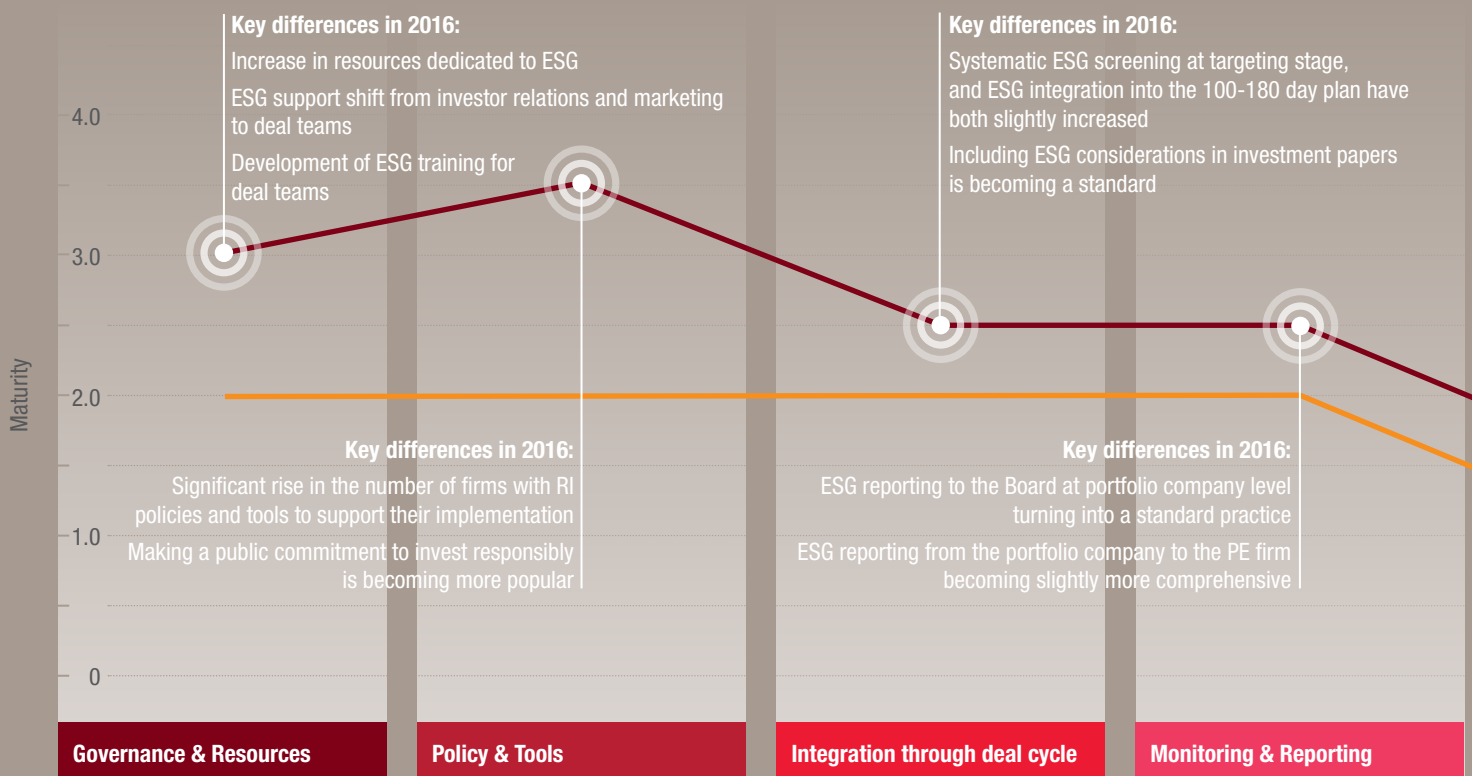 Key differences in 2016:
Increase in resources dedicated to ESG
ESG support shift from investor relations and marketing
to deal teams
Development of ESG training for
deal teams
Key differences in 2016:
Systematic ESG screening at targeting stage,
and ESG integration into the 100-180 day plan have
both slightly increased
Including ESG considerations in investment papers
is becoming a standard
4.0
3.0
2.0
1.0
0
Maturity
Key differences in 2016:
Significant rise in the number of firms with RI
policies and tools to support their implementation
Making a public commitment to invest responsibly
is becoming more popular
Key differences in 2016:
ESG reporting to the Board at portfolio company level
turning into a standard practice
ESG reporting from the portfolio company to the PE firm
becoming slightly more comprehensive
Governance & Resources
Policy & Tools
Integration through deal cycle
Monitoring & Reporting